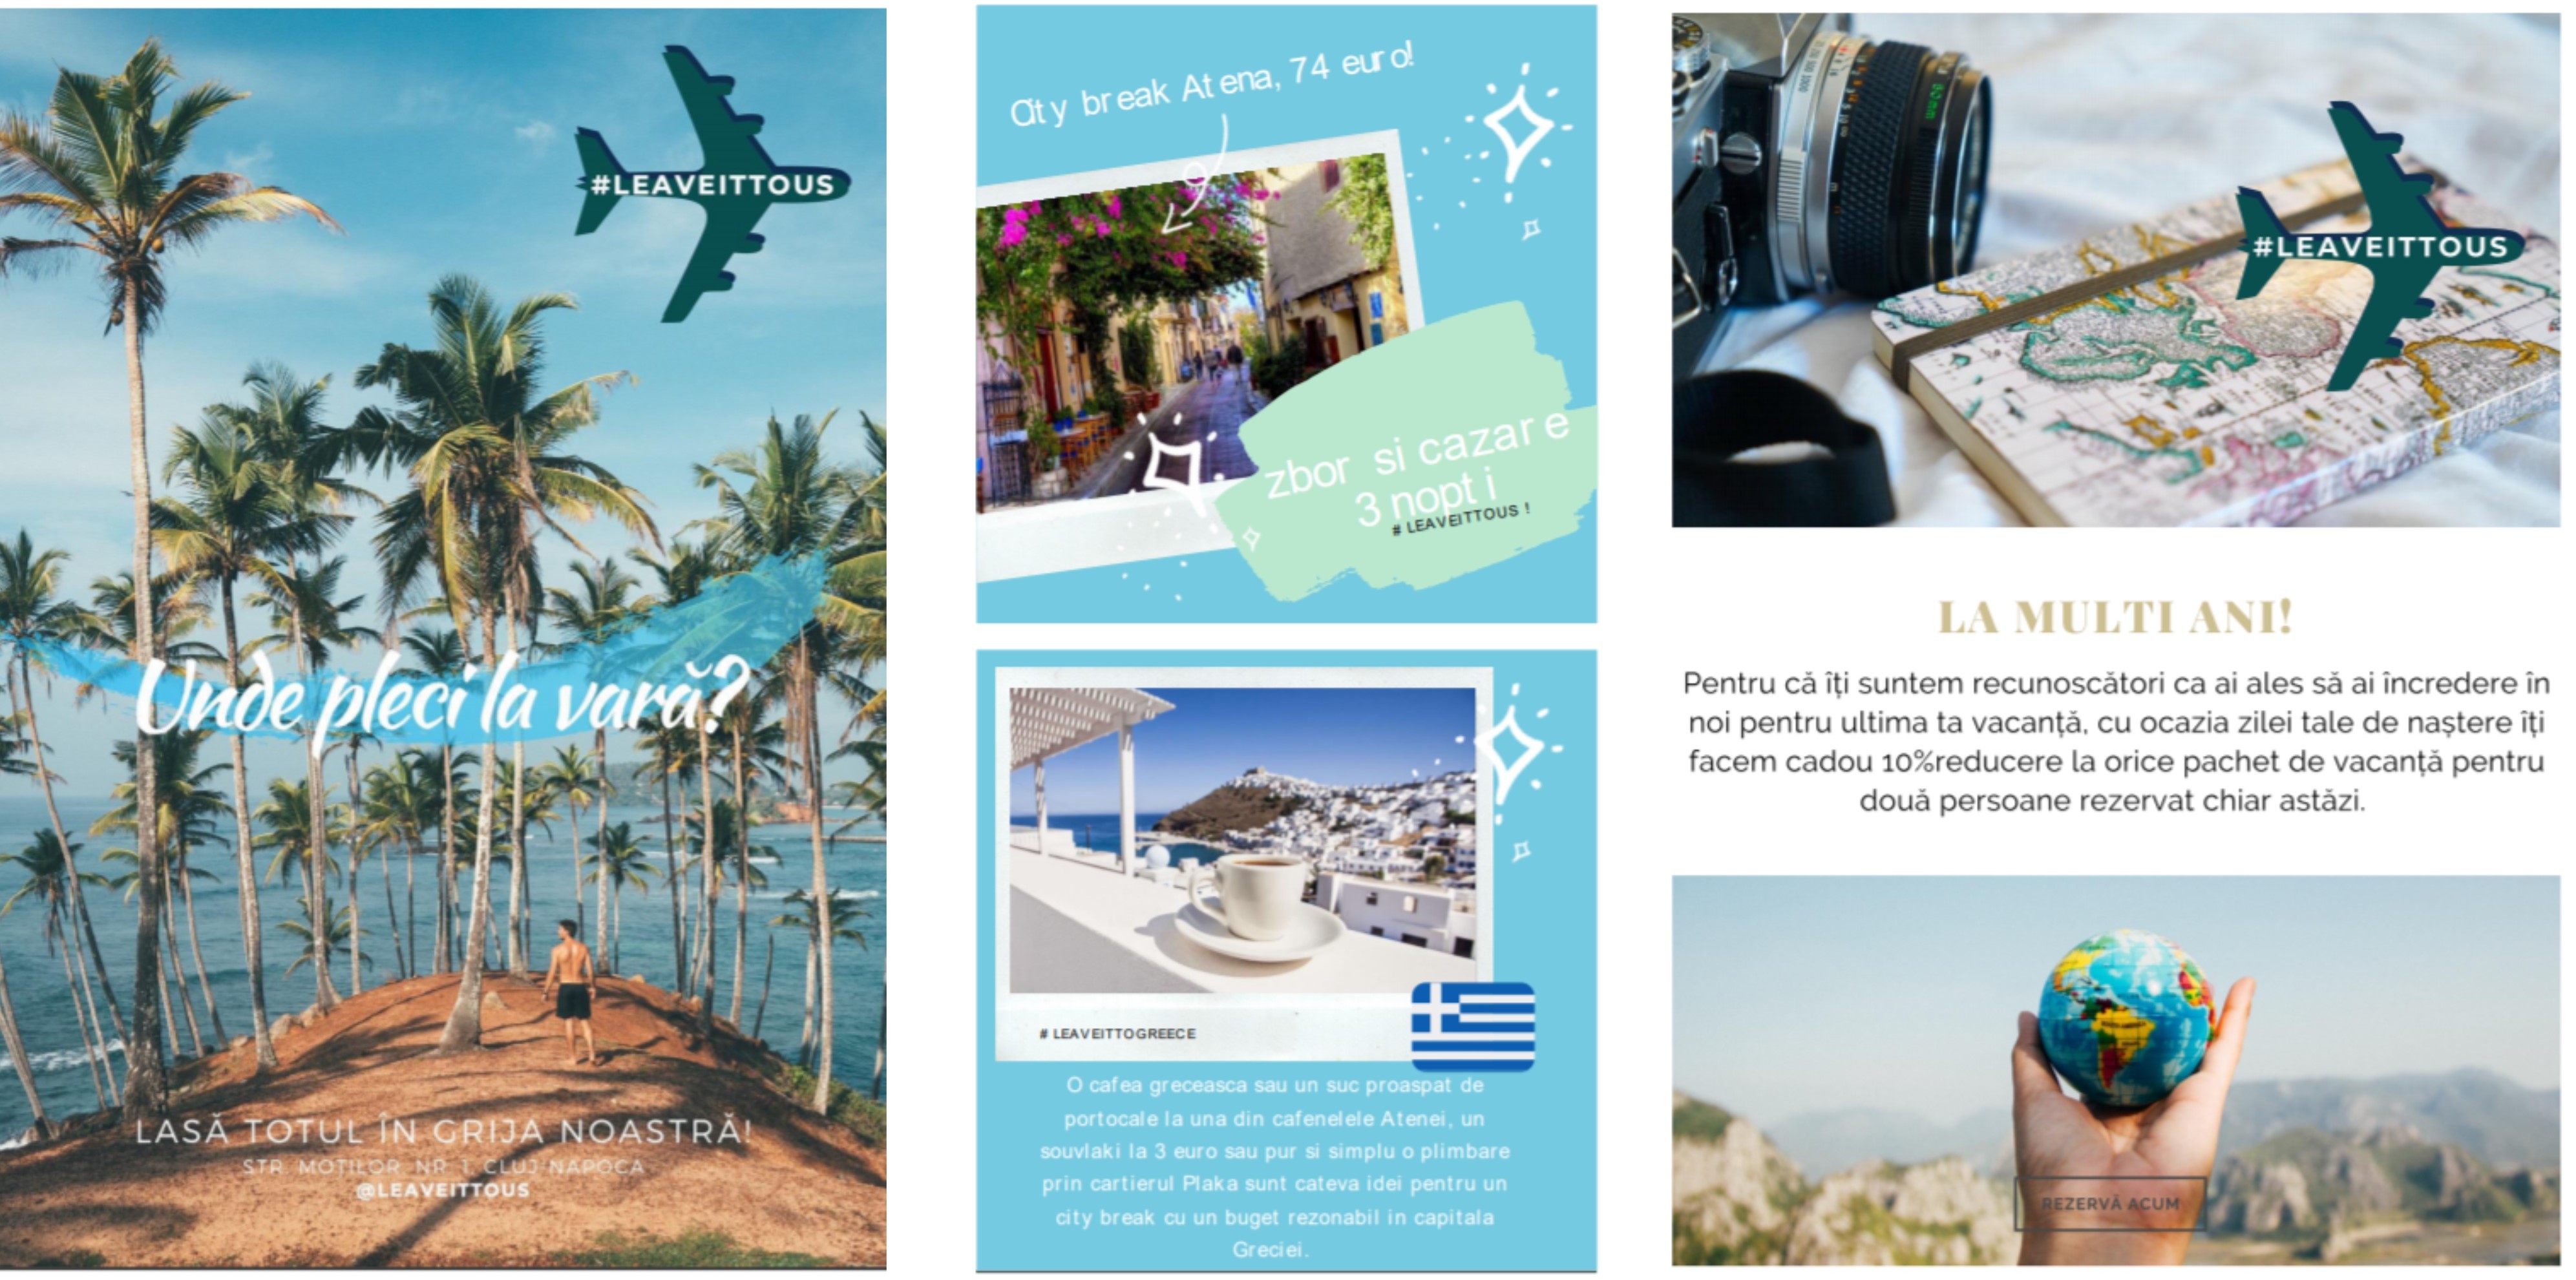 #LEAVEITTOUS
Unde pleci la vară?
LASĂ TOTUL ÎN GRIJA NOASTRĂ!
STR. MOȚILOR, NR. 1, CLUJ NAPOCA
@LEAVEITTOUS
City break Atena, 74 euro!
zbor si cazare
3 nopti
# LEAVEITTOUS !
# LEAVEITTOGREECE
O cafea greceasca sau un suc proaspat de
portocale la una din cafenelele Atenei, un
souvlaki la 3 euro sau pur si simplu o plimbare
prin cartierul Plaka sunt cateva idei pentru un
city break cu un buget rezonabil in capitala
Greciei.
#LEAVEITTOUS
LA MULTI ANI!
Pentru că îți suntem recunoscători ca ai ales să ai încredere în
noi pentru ultima ta vacanță, cu ocazia zilei tale de naștere îți
facem cadou 10%reducere la orice pachet de vacanță pentru
două persoane rezervat chiar astăzi.
REZERVĂ ACUM